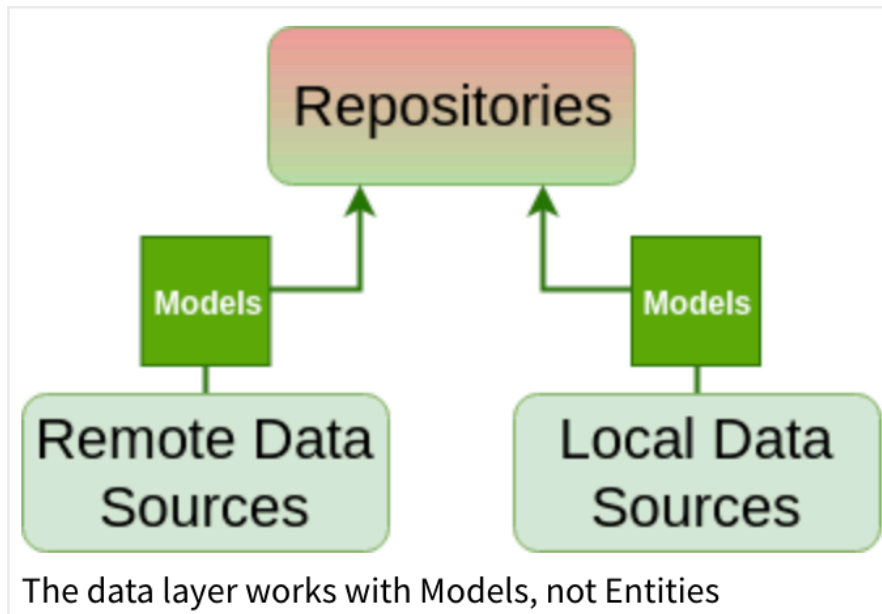 Repositories
Models
Models
Remote Data
Sources
Local Data
Sources
The data layer works with Models, not Entities